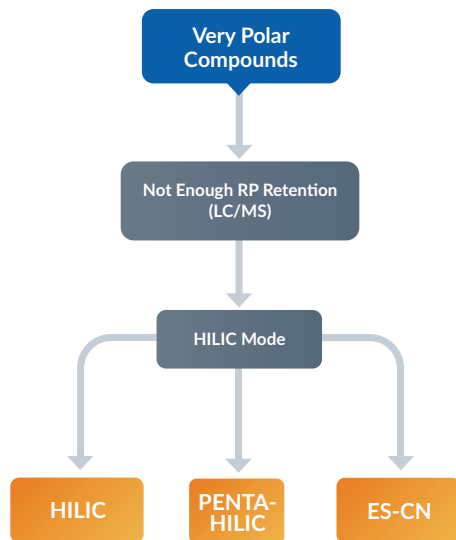 Very Polar
Compounds
Not Enough RP Retention
(LC/MS)
HILIC Mode
HILIC
PENTA-
HILIC
ES-CN